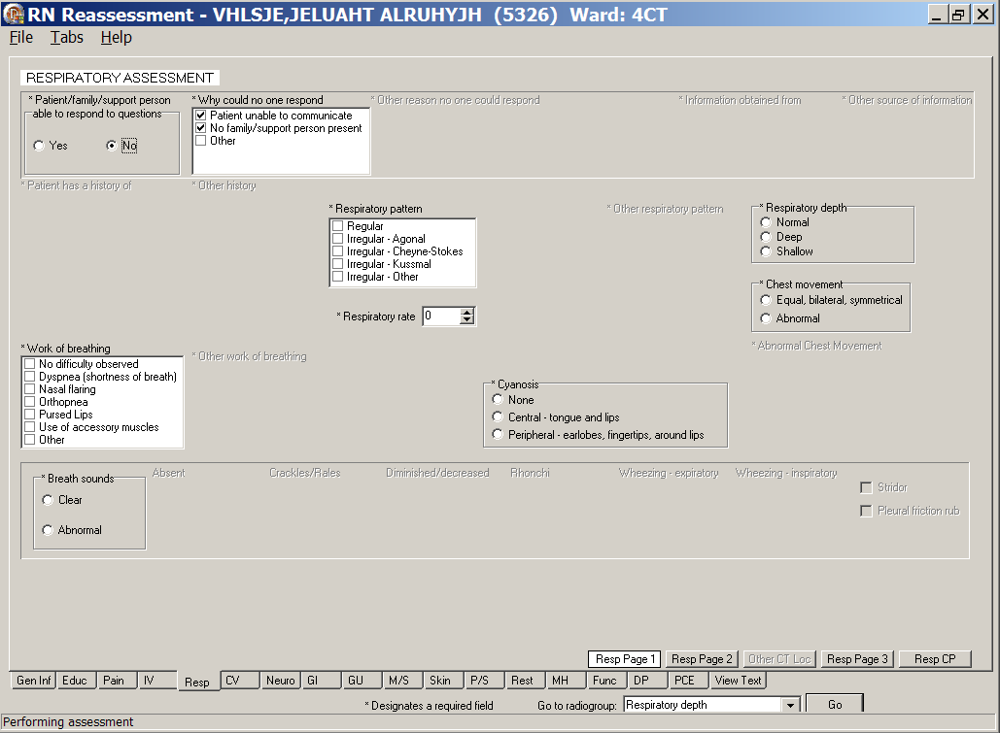 RN Reassessment - VHLSJE,JELUAHT ALRUHYJH (5326) Ward: 4CT
File Tabs Help
RESPIRATORY ASSESSMENT
* Patient/family/support person
able to respond to questions
Yes No
* Why could no one respond
Patient unable to communicate
No family/support person present
Other
* Other reason no one could respond
* Information obtained from
* Other source of information
* Patient has a history of
* Other history
* Respiratory pattern
Regular
Irregular - Agonal
Irregular - Cheyne-Stokes
Irregular - Kussmal
Irregular - Other
* Other respiratory pattern
* Respiratory depth
Normal
Deep
Shallow
* Respiratory rate 0
* Chest movement
Equal, bilateral, symmetrical
Abnormal
* Abnormal Chest Movement
* Work of breathing
No difficulty observed
Dyspnea (shortness of breath)
Nasal flaring
Orthopnea
Pursed Lips
Use of accessory muscles
Other
* Other work of breathing
* Cyanosis
None
Central - tongue and lips
Peripheral - earlobes, fingertips, around lips
* Breath sounds
Clear
Abnormal
Absent
Crackles/Rales
Diminished/decreased
Rhonchi
Wheezing - expiratory
Wheezing - inspiratory
Stridor
Pleural friction rub
Resp Page 1 Resp Page 2 Other CT Loc Resp Page 3 Resp CP
Gen Inf Educ Pain IV Resp CV Neuro GI GU M/S Skin P/S Rest MH Func DP PCE View Text
* Designates a required field
Go to radiogroup: Respiratory depth Go
Performing assessment